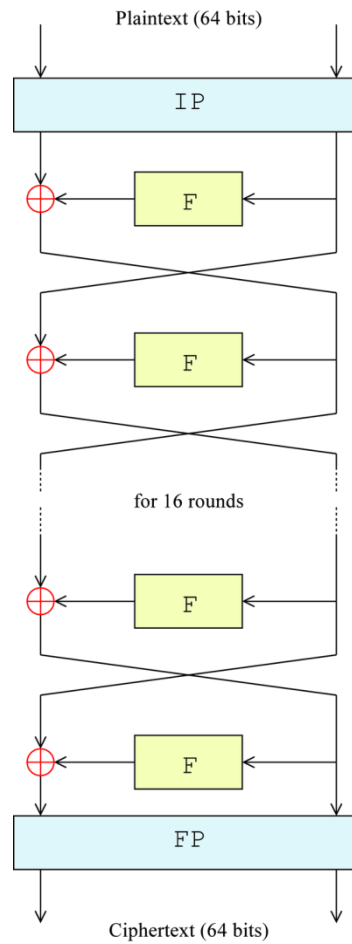 Plaintext (64 bits)
IP
F
F
for 16 rounds
F
F
FP
Ciphertext (64 bits)